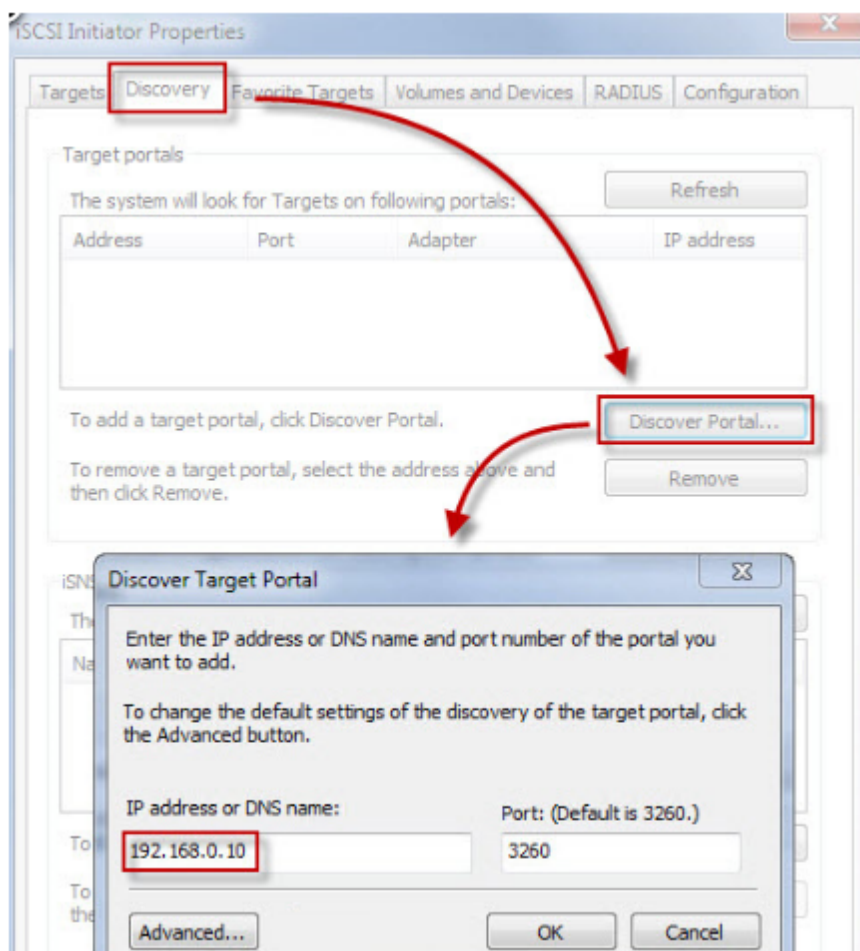 iSCSI Initiator Properties
Targets Discovery Favorite Targets Volumes and Devices RADIUS Configuration
Target portals
The system will look for Targets on following portals:
Refresh
Address Port Adapter IP address
To add a target portal, click Discover Portal.
Discover Portal...
To remove a target portal, select the address above and
then click Remove.
Remove
Discover Target Portal
Enter the IP address or DNS name and port number of the portal you
want to add.
To change the default settings of the discovery of the target portal, click
the Advanced button.
IP address or DNS name:
Port: (Default is 3260.)
192.168.0.10
3260
To
To
the
Advanced...
OK
Cancel